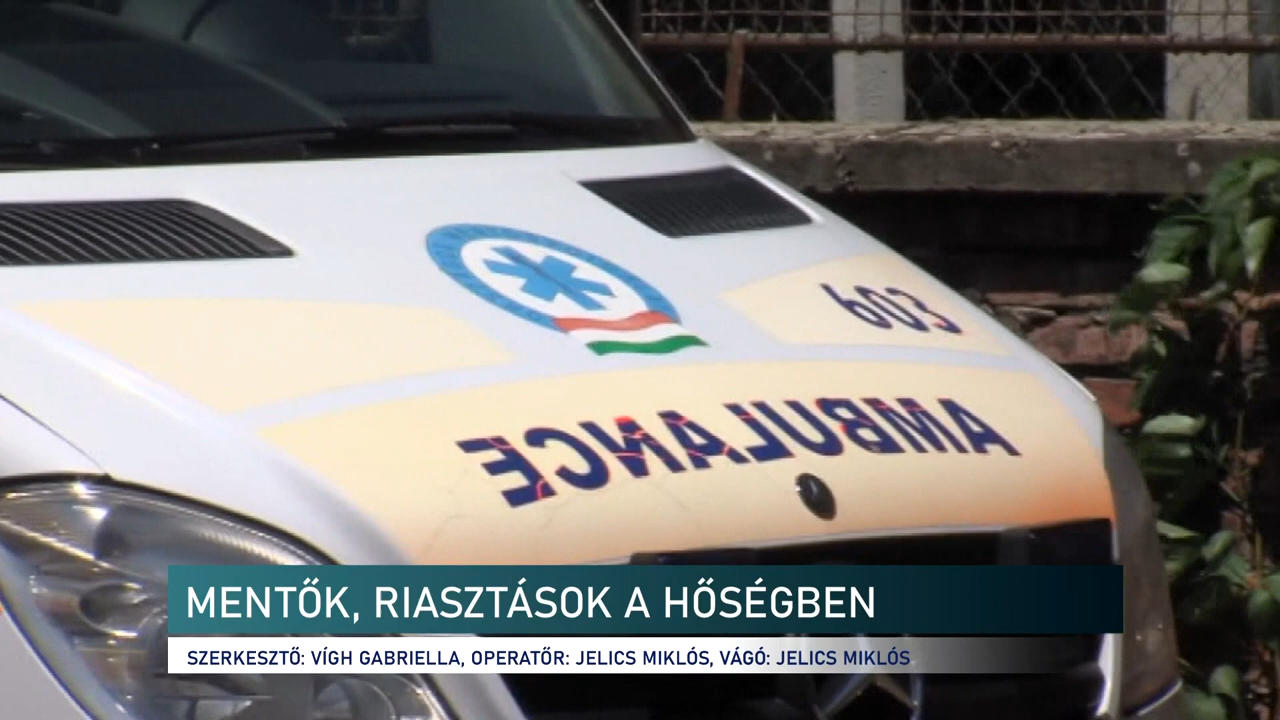 603
AMBULANCE
MENTŐK, RIASZTÁSOK A HŐSÉGBEN
SZERKESZTŐ: VÍGH GABRIELLA, OPERATŐR: JELICS MIKLÓS, VÁGÓ: JELICS MIKLÓS